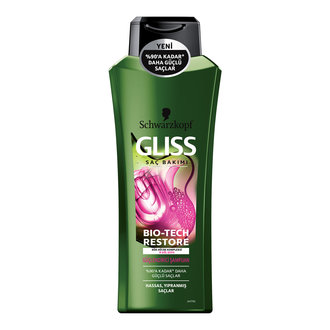 YENİ
%90'A KADAR*
DAHA GÜÇLÜ
SAÇLAR
Schwarzkopf
GLISS
SAÇ BAKIMI
BIO-TECH
RESTORE
%90'A KADAR* DAHA
GÜÇLÜ SAÇLAR
HASSAS, YIPRANMIŞ
SAÇLAR